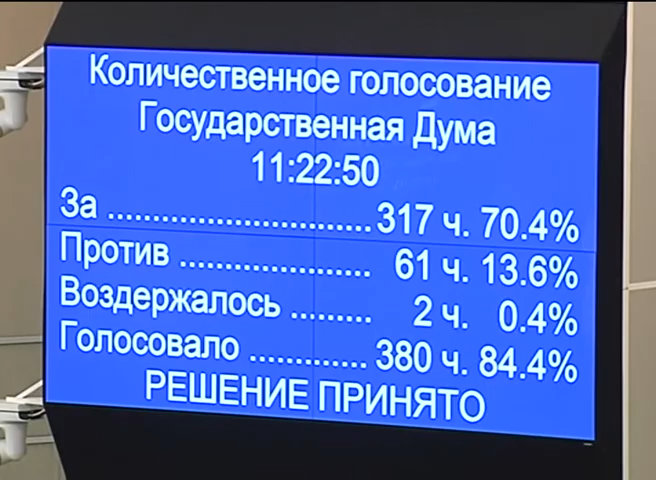 Количественное голосование
Государственная Дума
11:22:50
За ............................ 317 ч. 70.4%
Против .................... 61 ч. 13.6%
Воздержалось ......... 2 ч. 0.4%
Голосовало ............. 380 ч. 84.4%
РЕШЕНИЕ ПРИНЯТО